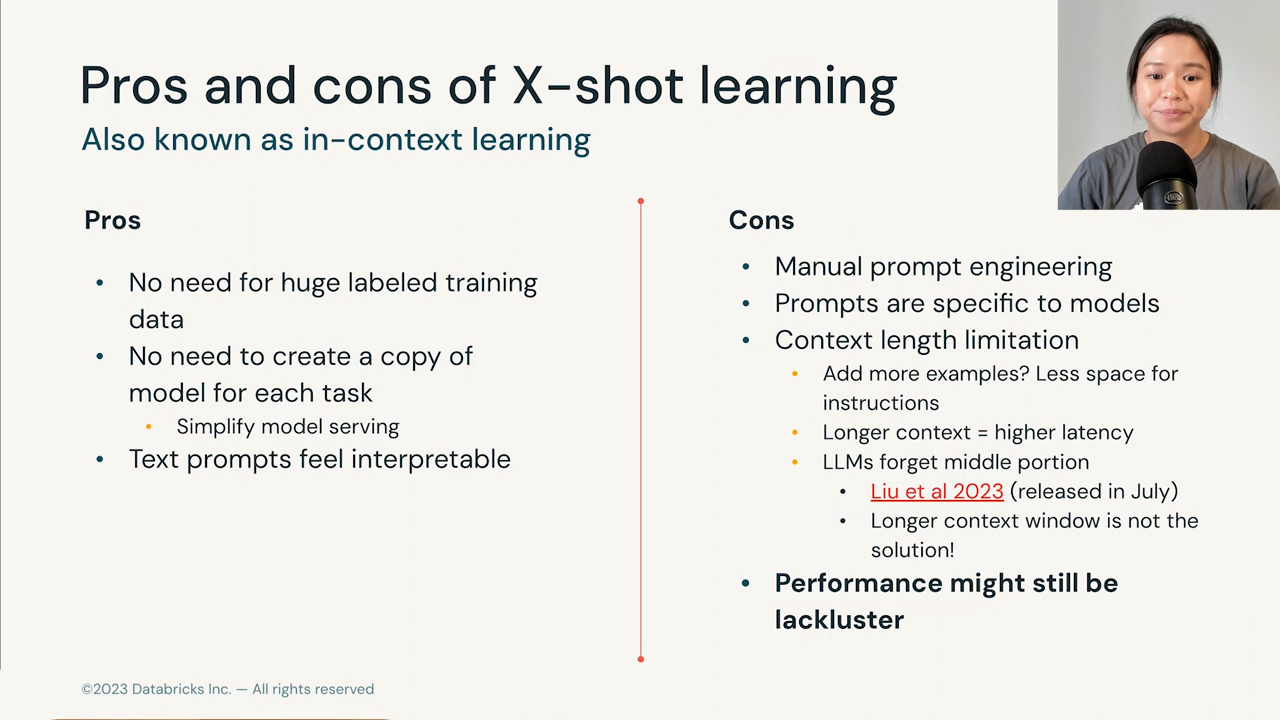 Pros and cons of X-shot learning
Also known as in-context learning
Pros
• No need for huge labeled training
data
• No need to create a copy of
model for each task
• Simplify model serving
• Text prompts feel interpretable
Cons
• Manual prompt engineering
• Prompts are specific to models
• Context length limitation
• Add more examples? Less space for
instructions
• Longer context = higher latency
• LLMs forget middle portion
• Liu et al 2023 (released in July)
• Longer context window is not the
solution!
• Performance might still be
lackluster
©2023 Databricks Inc. — All rights reserved